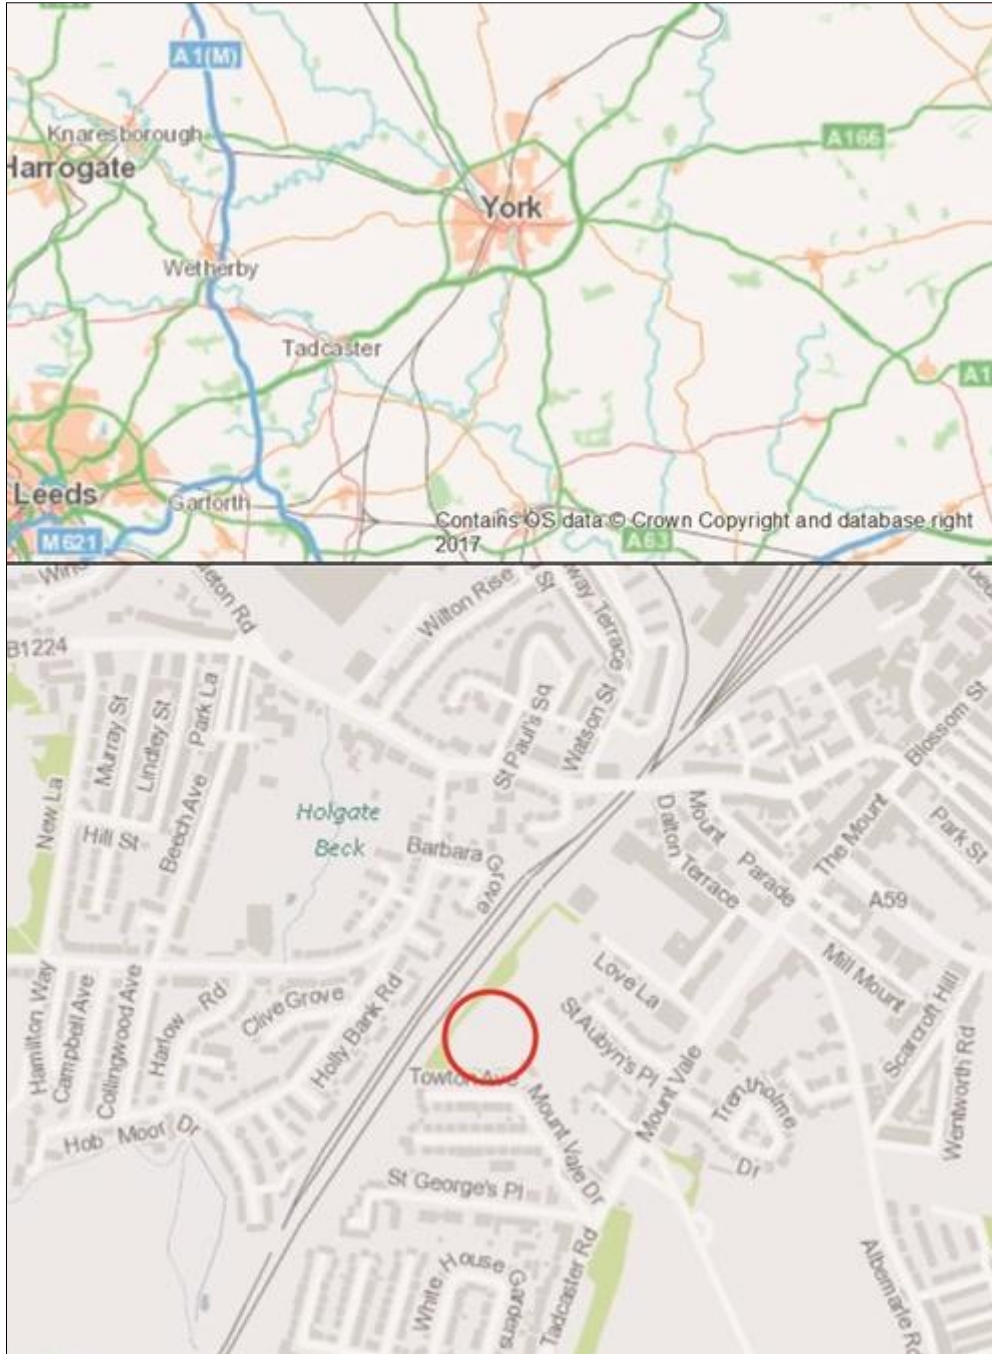 A1(M)
Knaresborough
Harrogate
A166
York
Wetherby
Tadcaster
A1
Leeds
Garforth
M621
A63
Contains OS data © Crown Copyright and database right
2017
B1224
Wilton Rise
Terrace
St
Murray St
Lindley St
Park La
St Paul's Sq
Watson St
Blossom St
New La
Holgate
Beck
Hill St
Beech Ave
Barbara Grove
Dalton Terrace
Mount Parade
The Mount
Park St
A59
Love La
Mill Mount
Scarcroft Hill
Hamilton Way
Campbell Ave
Collingwood Ave
Harlow Rd
Clive Grove
Holly Bank Rd
St Aubyn's Pl
Mount Vale
Trentholme
Dr
Wentworth Rd
Towton Ave
Mount Vale Dr
Hob Moor Dr
St George's Pl
White House Gardens
Tadcaster Rd
Albemarle Rd